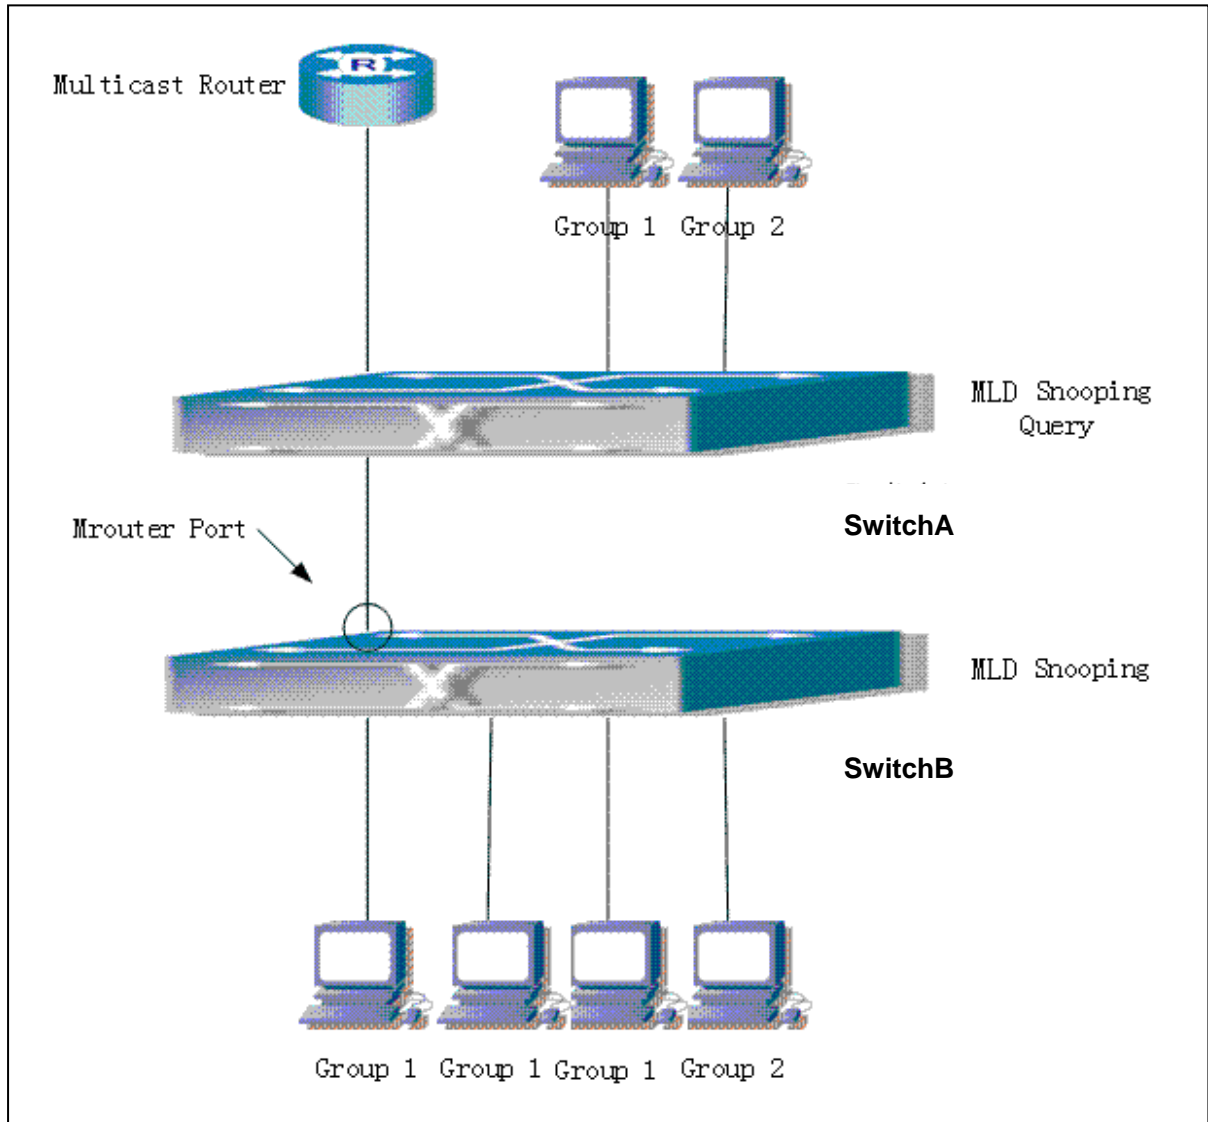 R
Multicast Router
Group 1 Group 2
MLD Snooping
Query
SwitchA
Mrouter Port
MLD Snooping
SwitchB
Group 1 Group 1 Group 1 Group 2